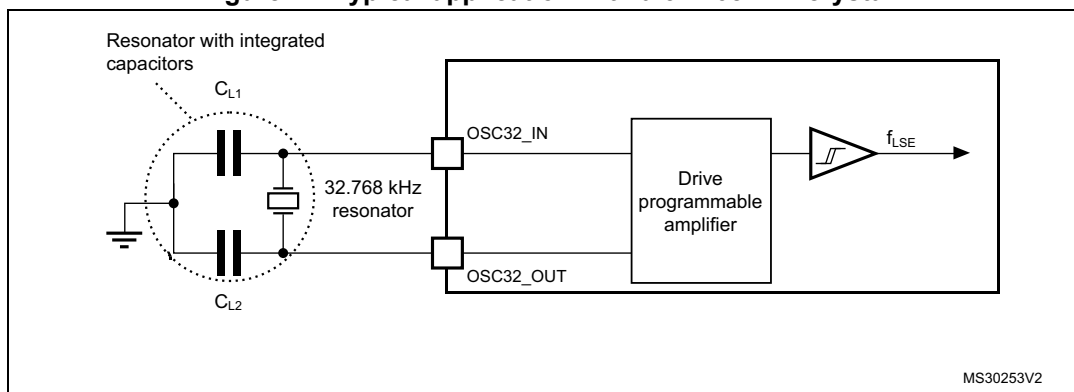 Resonator with integrated
capacitors
CL1
OSC32_IN
fLSE
32.768 kHz
resonator
Drive
programmable
amplifier
OSC32_OUT
CL2
MS30253V2